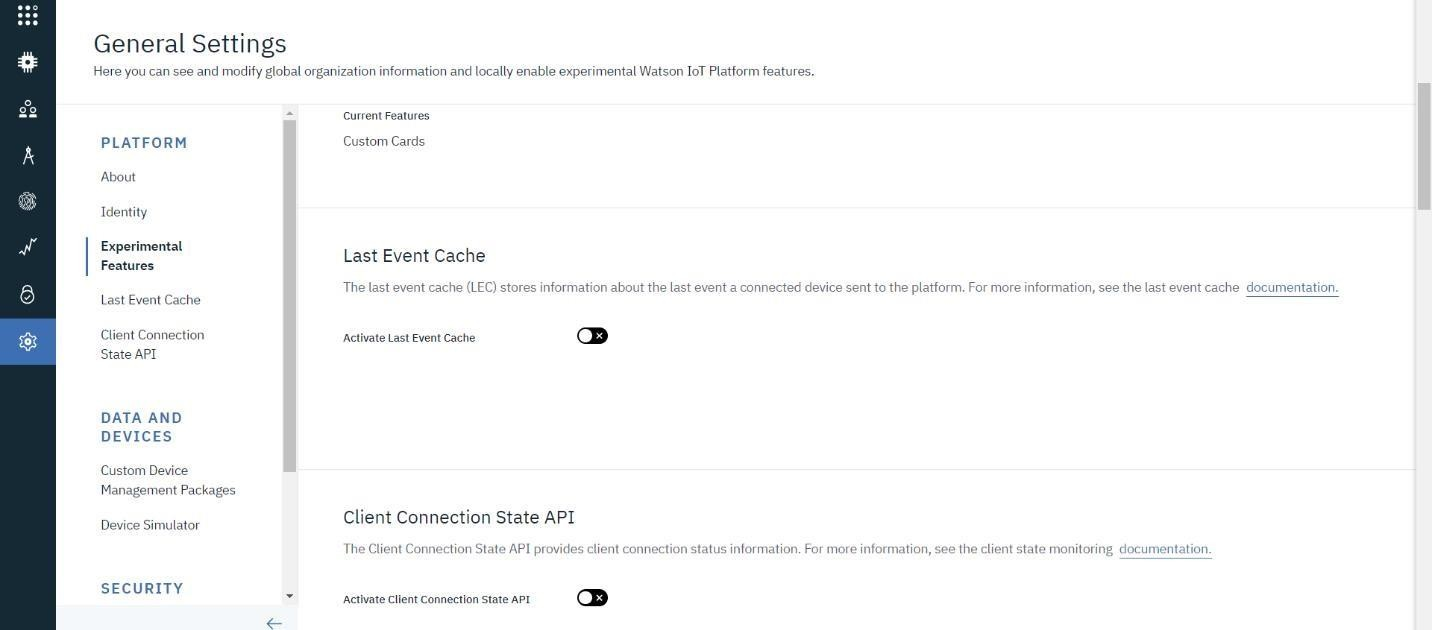 General Settings
Here you can see and modify global organization information and locally enable experimental Watson IoT Platform features.
PLATFORM
About
Identity
Experimental
Features
Last Event Cache
Client Connection
State API
DATA AND
DEVICES
Custom Device
Management Packages
Device Simulator
SECURITY
Current Features
Custom Cards
Last Event Cache
The last event cache (LEC) stores information about the last event a connected device sent to the platform. For more information, see the last event cache documentation.
Activate Last Event Cache
Client Connection State API
The Client Connection State API provides client connection status information. For more information, see the client state monitoring documentation.
Activate Client Connection State API